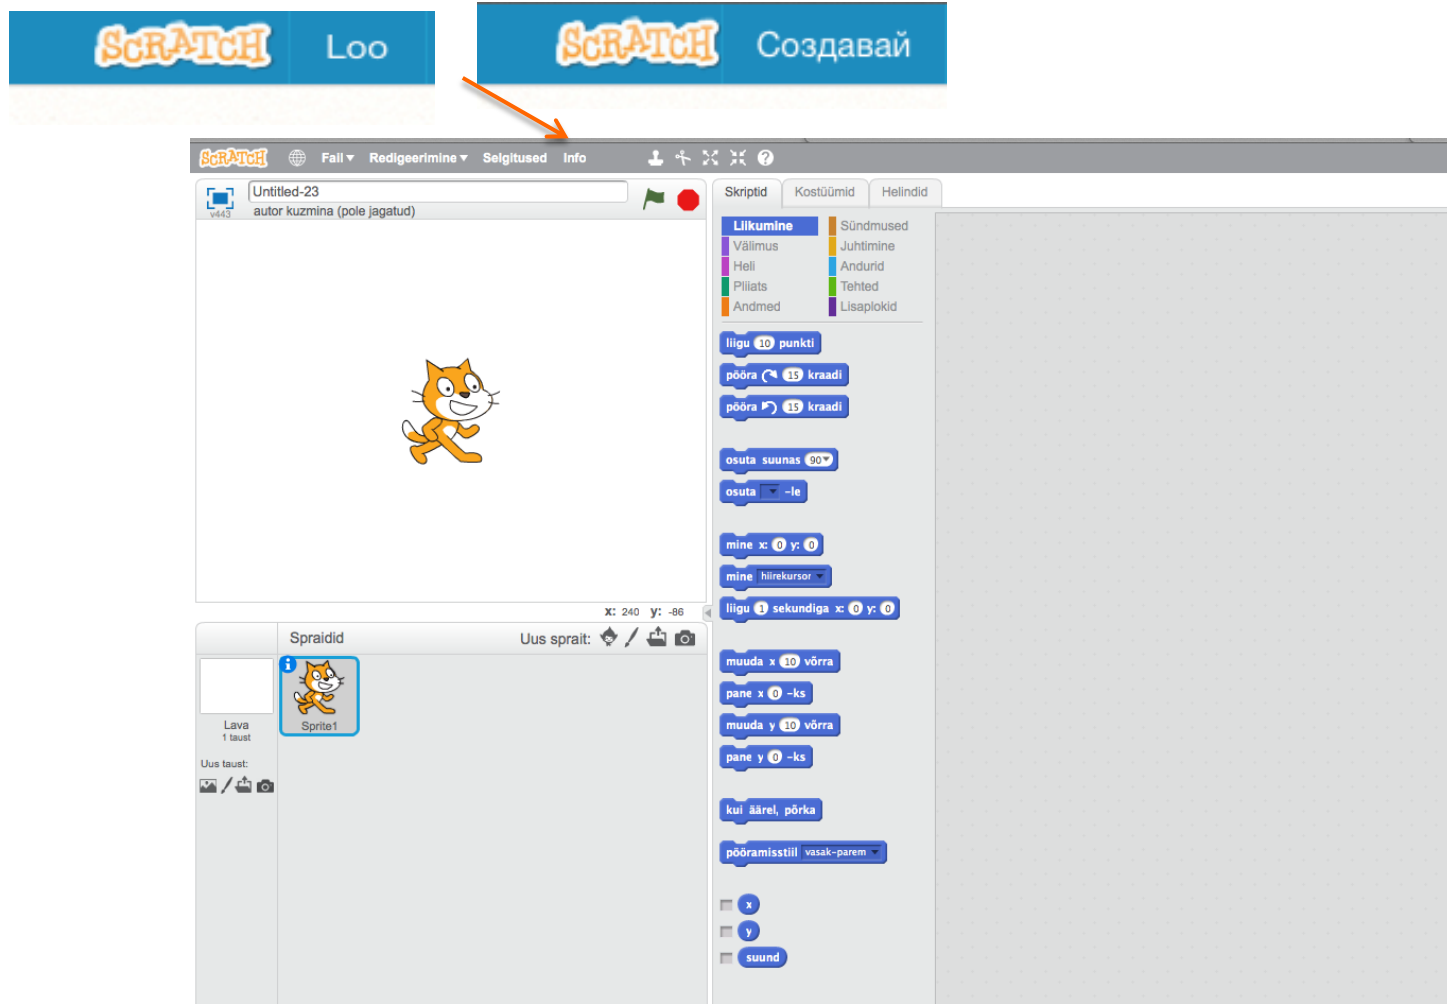 SCRATCH Loo
SCRATCH Создавай
SCRATCH Fail Redigeerimine Selgitused Info
v443
Untitled-23
autor kuzmina (pole jagatud)
Skriptid Kostüümid Helindid
Liikumine Sündmused
Välimus Juhtimine
Heli Andurid
Pliiats Tehted
Andmed Lisaplokid
liigu 10 punkti
pööra 15 kraadi
pööra 15 kraadi
osuta suunas 90
osuta -le
mine x: 0 y: 0
mine hiirekursor
liigu 1 sekundiga x: 0 y: 0
muuda x 10 võrra
pane x 0 -ks
muuda y 10 võrra
pane y 0 -ks
kui äärel, põrka
pööramisstiil vasak-parem
x
y
suund
x: 240 y: -86
Spraidid Uus sprait:
Sprite1
Lava
1 taust
Uus taust: